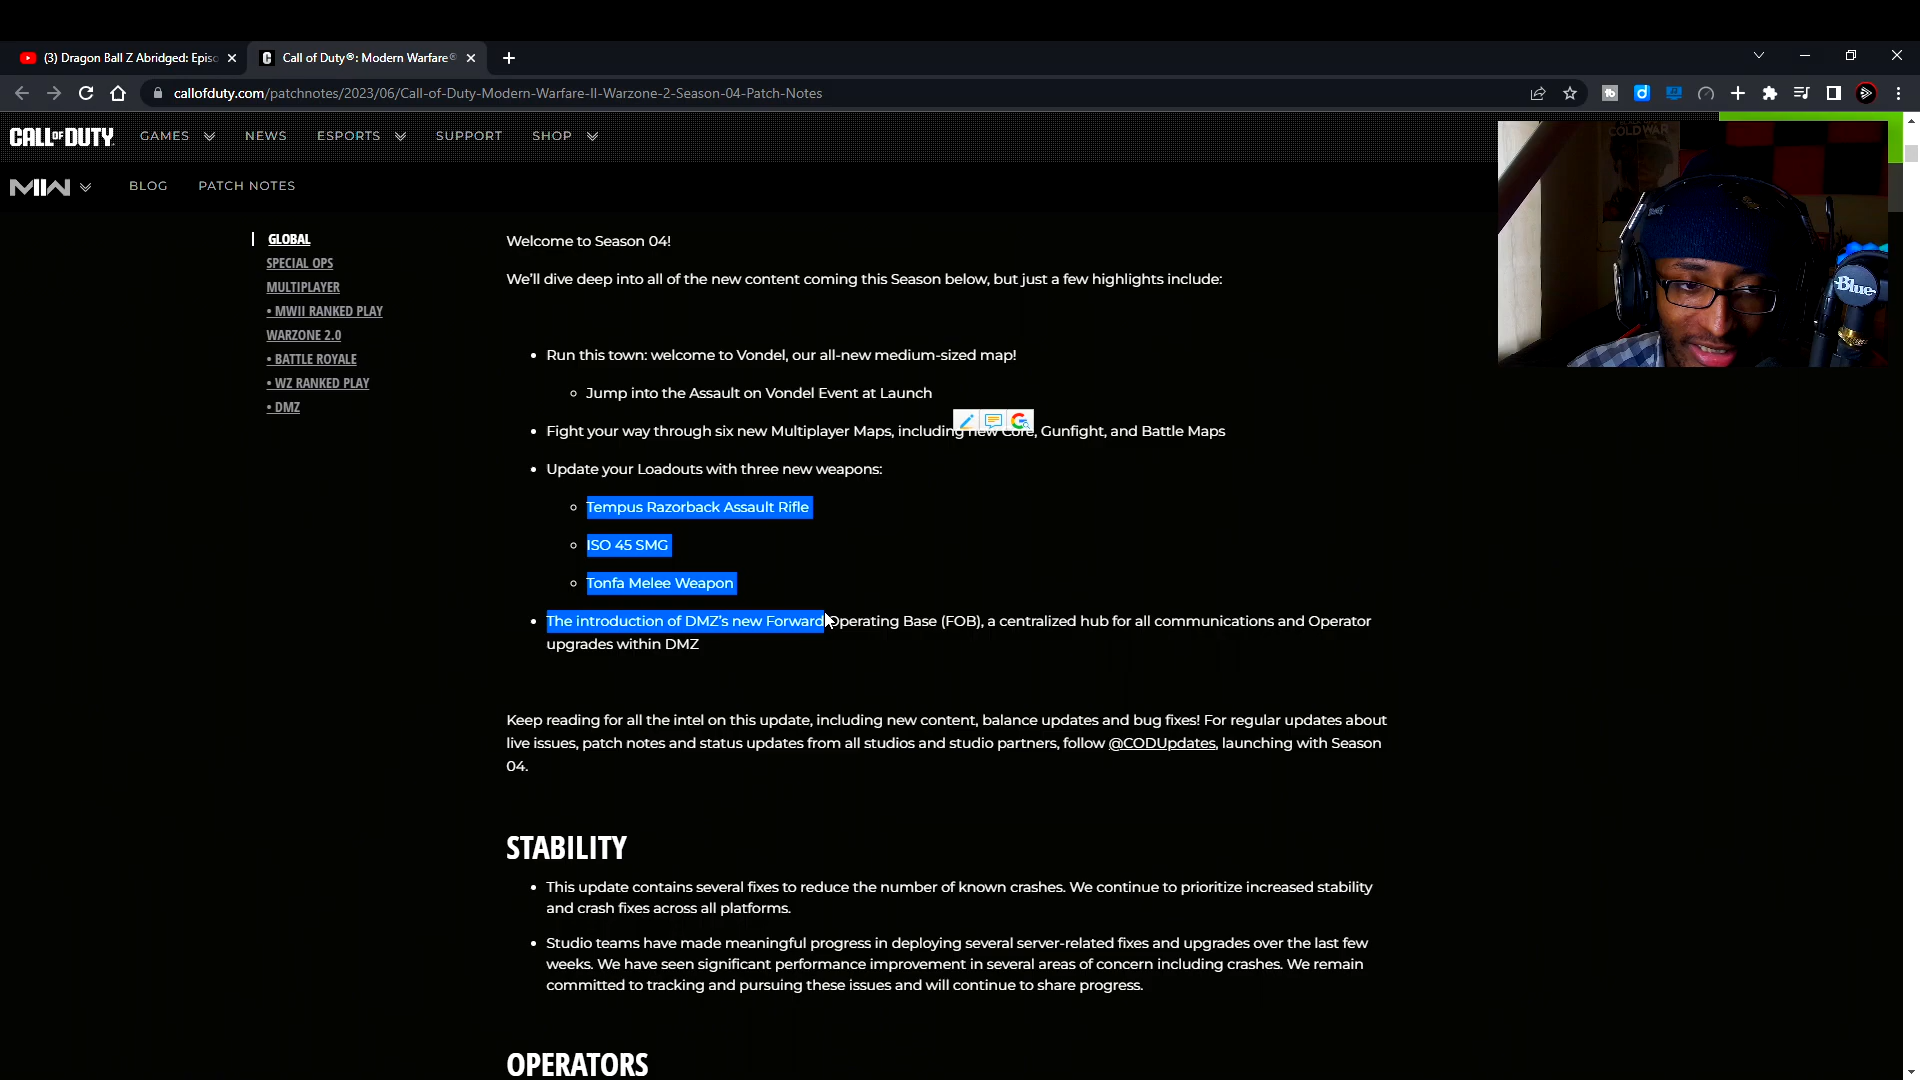 (3) Dragon Ball Z Abridged: Episo
Call of Duty®: Modern Warfare®
callofduty.com/patchnotes/2023/06/Call-of-Duty-Modern-Warfare-II-Warzone-2-Season-04-Patch-Notes
CALL OF DUTY GAMES NEWS ESPORTS SUPPORT SHOP
COLD WAR
MWII BLOG PATCH NOTES
GLOBAL
SPECIAL OPS
MULTIPLAYER
• MWII RANKED PLAY
WARZONE 2.0
• BATTLE ROYALE
• WZ RANKED PLAY
• DMZ
Blue
Welcome to Season 04!
We'll dive deep into all of the new content coming this Season below, but just a few highlights include:
• Run this town: welcome to Vondel, our all-new medium-sized map!
○ Jump into the Assault on Vondel Event at Launch
• Fight your way through six new Multiplayer Maps, including new Core, Gunfight, and Battle Maps
• Update your Loadouts with three new weapons:
○ Tempus Razorback Assault Rifle
○ ISO 45 SMG
○ Tonfa Melee Weapon
• The introduction of DMZ's new Forward Operating Base (FOB), a centralized hub for all communications and Operator
upgrades within DMZ
Keep reading for all the intel on this update, including new content, balance updates and bug fixes! For regular updates about
live issues, patch notes and status updates from all studios and studio partners, follow @CODUpdates, launching with Season
04.
STABILITY
• This update contains several fixes to reduce the number of known crashes. We continue to prioritize increased stability
and crash fixes across all platforms.
• Studio teams have made meaningful progress in deploying several server-related fixes and upgrades over the last few
weeks. We have seen significant performance improvement in several areas of concern including crashes. We remain
committed to tracking and pursuing these issues and will continue to share progress.
OPERATORS